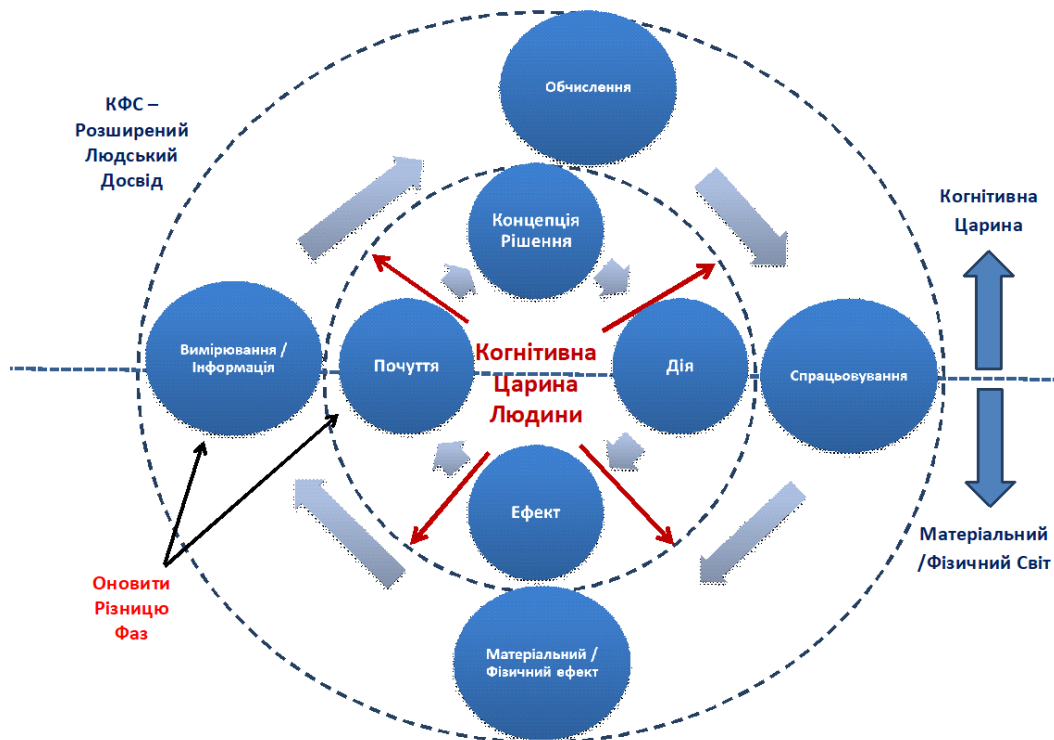 Обчислення
КФС –
Розширений
Людський
Досвід
Когнітивна
Царина
Концепція
Рішення
Вимірювання /
Інформація
Почуття
Когнітивна
Царина
Людини
Дія
Спрацьовування
Ефект
Матеріальний
/Фізичний Світ
Оновити
Різницю
Фаз
Матеріальний /
Фізичний ефект